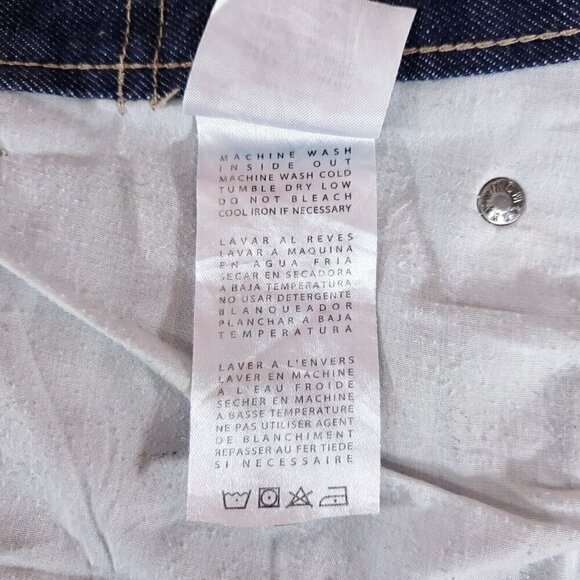 MACHINE WASH
INSIDE OUT
MACHINE WASH COLD
TUMBLE DRY LOW
DO NOT BLEACH
COOL IRON IF NECESSARY
LAVAR AL REVES
LAVAR A MAQUINA
EN AGUA FRIA
SECAR EN SECADORA
A BAJA TEMPERATURA
NO USAR DETERGENTE
BLANQUEADOR
PLANCHAR A BAJA
TEMPERATURA
LAVER A L'ENVERS
LAVER EN MACHINE
A L'EAU FROIDE
SECHER EN MACHINE
A BASSE TEMPERATURE
NE PAS UTILISER AGENT
DE BLANCHIMENT
REPASSER AU FER TIEDE
SI NECESSAIRE